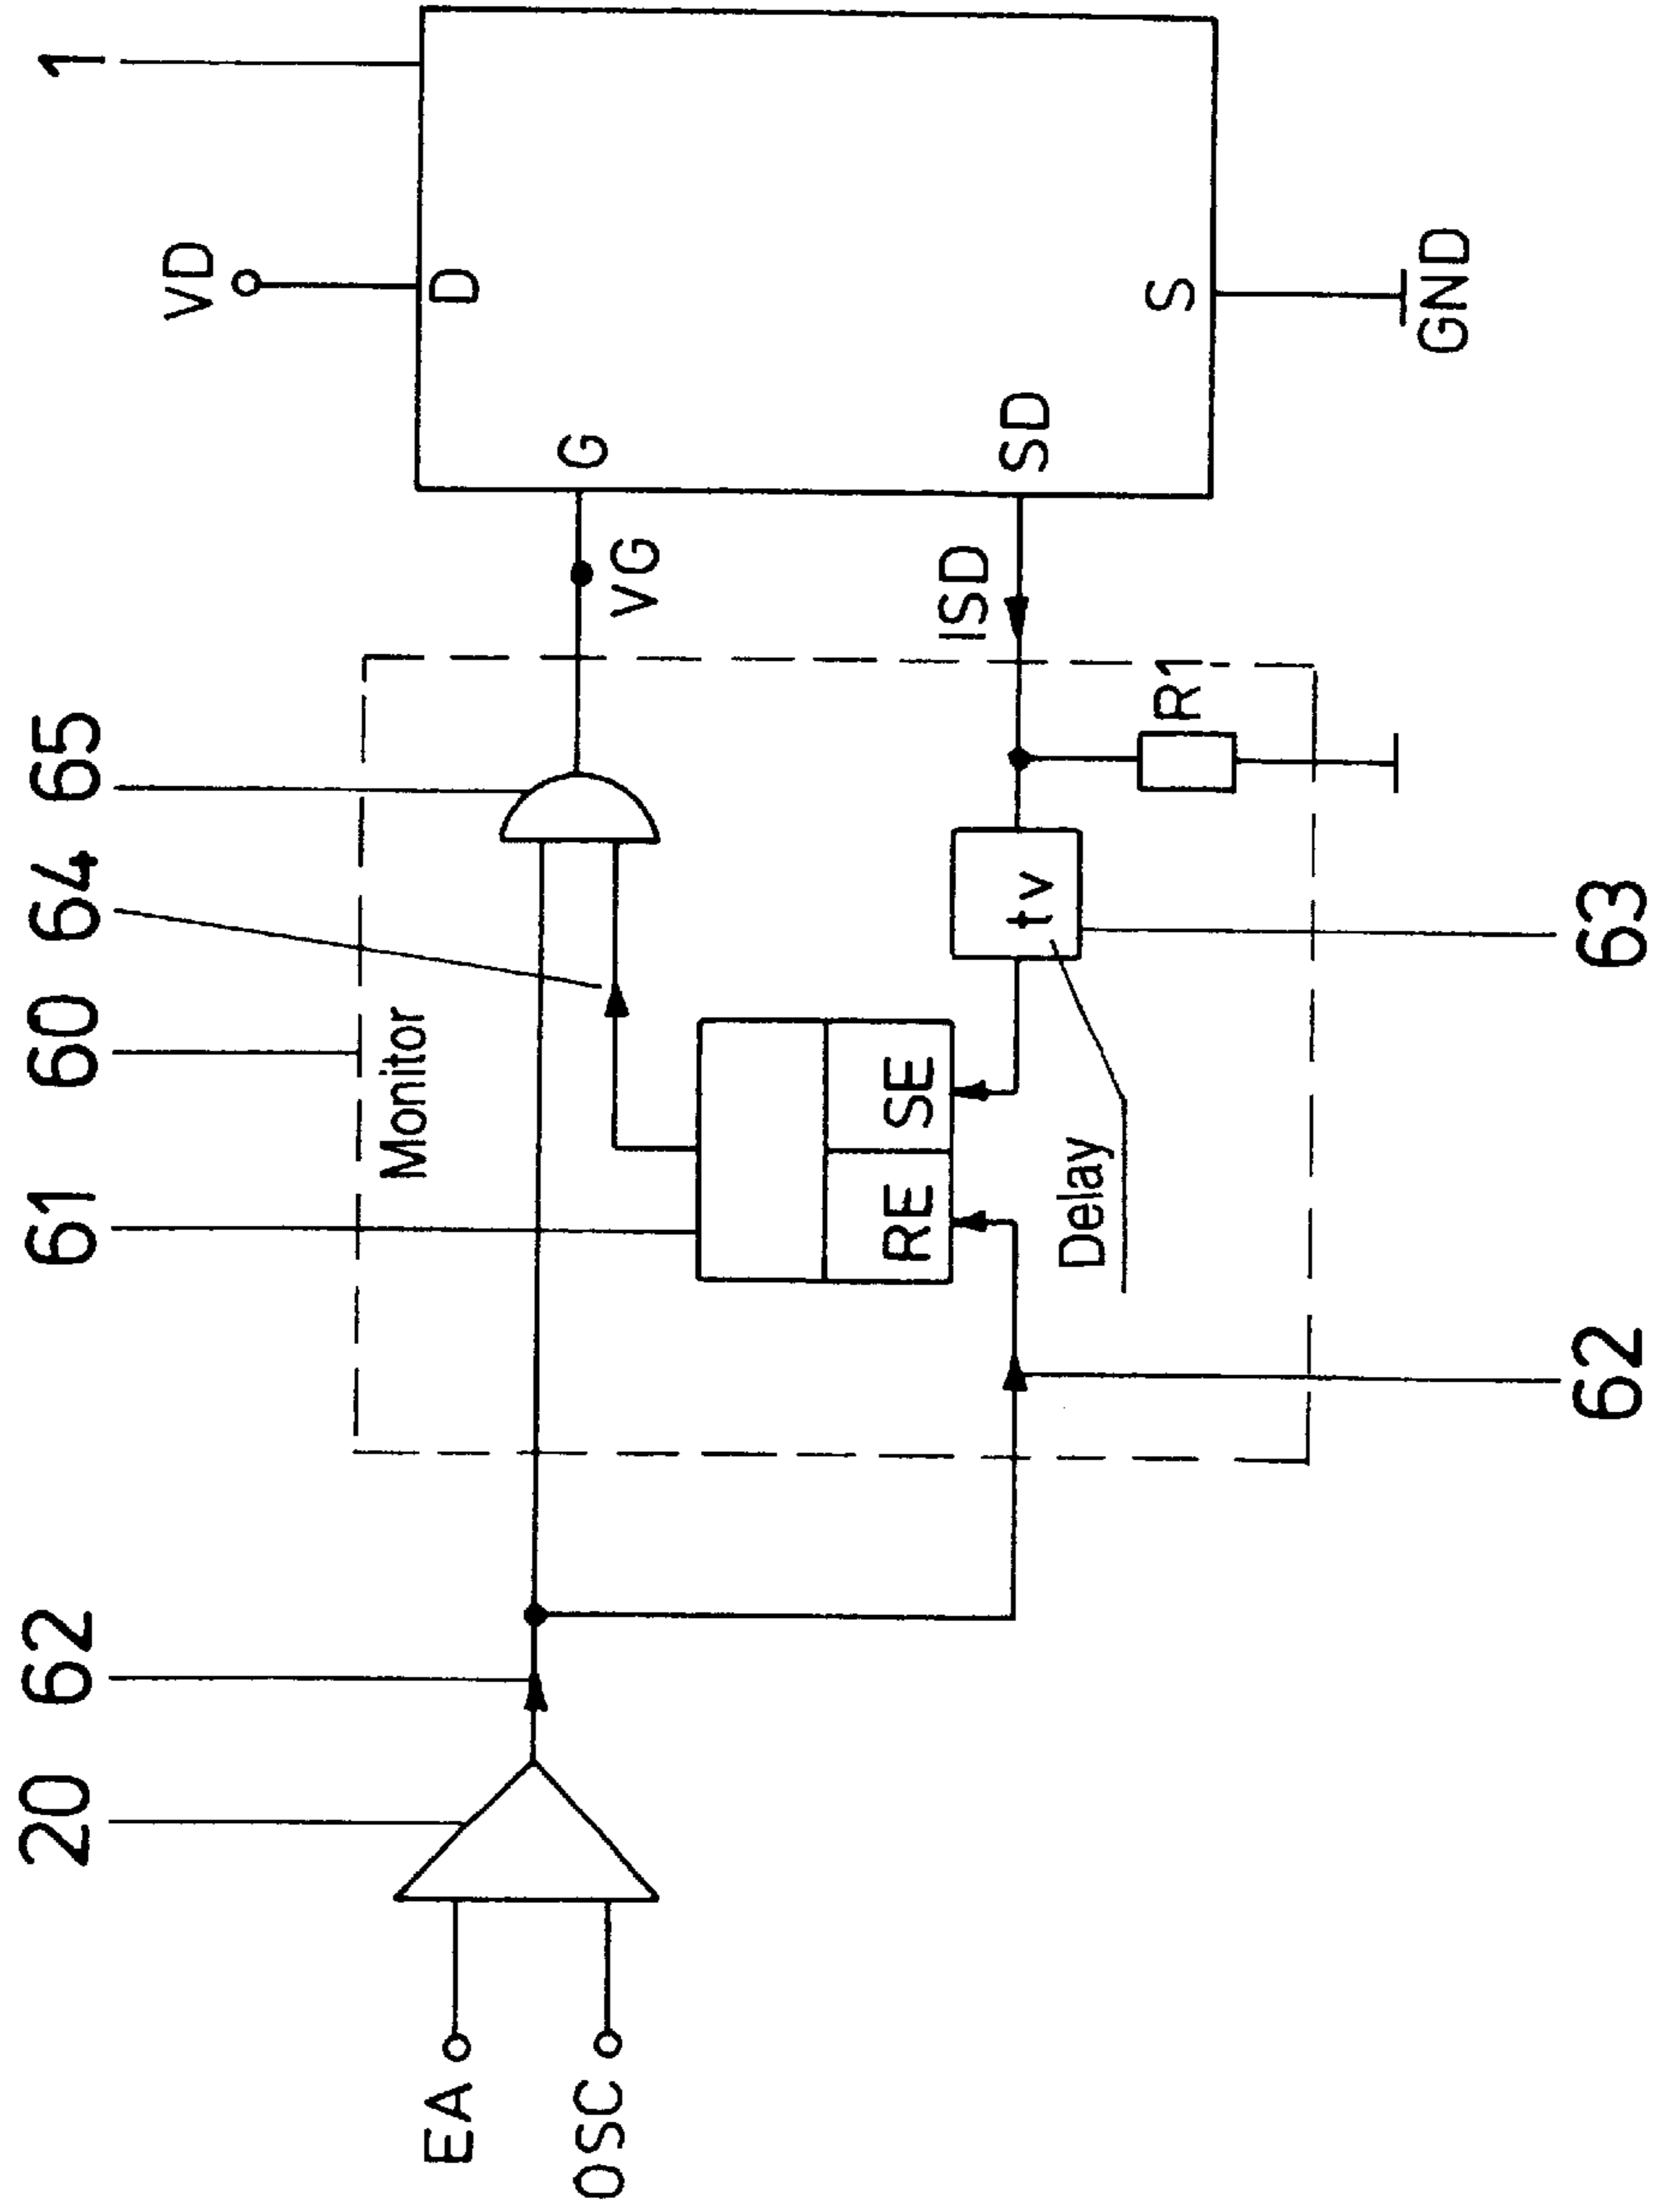 20
62
61
60
64
65
1
VD
Monitor
EA
OSC
D
G
VG
RE
SE
tv
ISD
SD
S
Delay
R1
GND
62
63